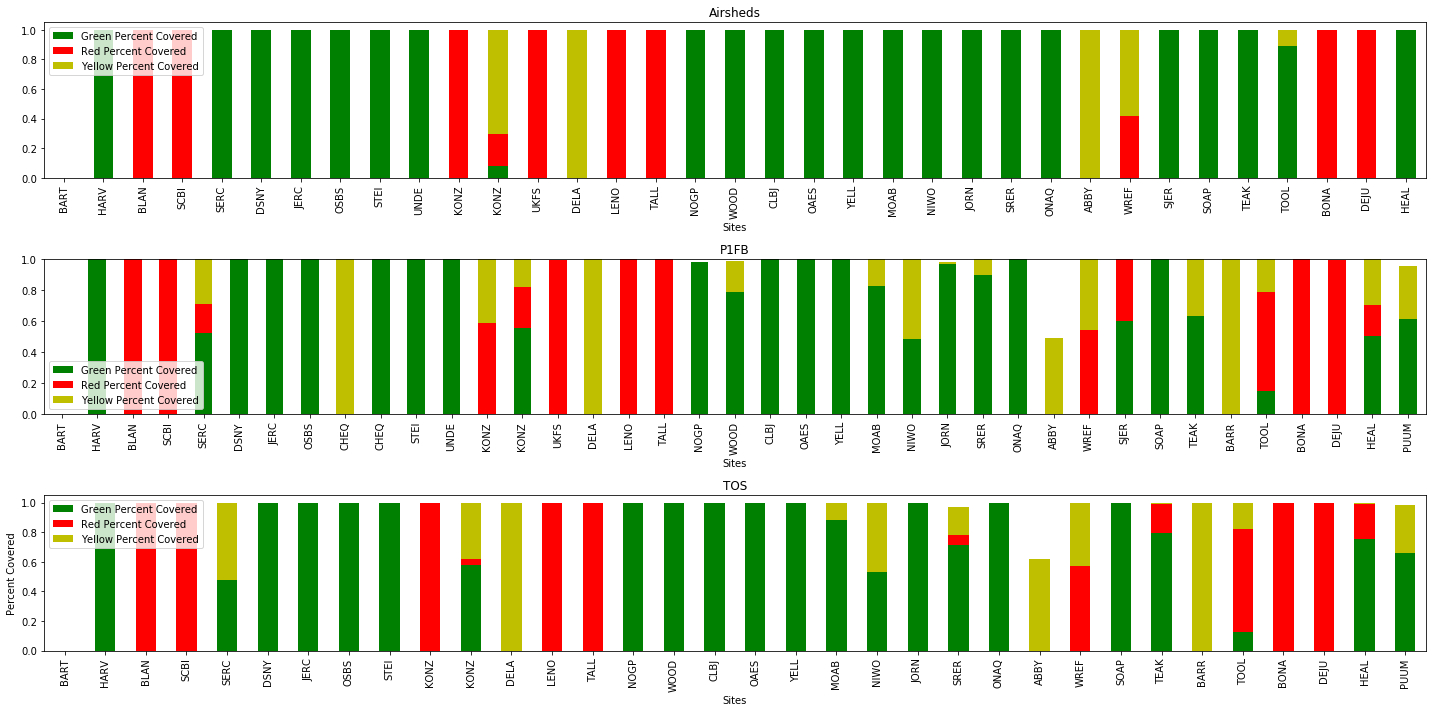 Airsheds
1.0
0.8
0.6
0.4
0.2
0.0
Green Percent Covered
Red Percent Covered
Yellow Percent Covered
BART HARV BLAN SCBI SERC DSNY JERC OSBS STEI UNDE KONZ KONZ UKFS DELA LENO TALL NOGP WOOD CLBJ OAES YELL MOAB NIWO JORN SRER ONAQ ABBY WREF SJER SOAP TEAK TOOL BONA DEJU HEAL
Sites
P1FB
1.0
0.8
0.6
0.4
0.2
0.0
Green Percent Covered
Red Percent Covered
Yellow Percent Covered
BART HARV BLAN SCBI SERC DSNY JERC OSBS CHEQ CHEQ STEI UNDE KONZ KONZ UKFS DELA LENO TALL NOGP WOOD CLBJ OAES YELL MOAB NIWO JORN SRER ONAQ ABBY WREF SJER SOAP TEAK BARR TOOL BONA DEJU HEAL PUUM
Sites
TOS
Percent Covered
1.0
0.8
0.6
0.4
0.2
0.0
Green Percent Covered
Red Percent Covered
Yellow Percent Covered
BART HARV BLAN SCBI SERC DSNY JERC OSBS STEI KONZ KONZ DELA LENO TALL NOGP WOOD CLBJ OAES YELL MOAB NIWO JORN SRER ONAQ ABBY WREF SOAP TEAK BARR TOOL BONA DEJU HEAL PUUM
Sites